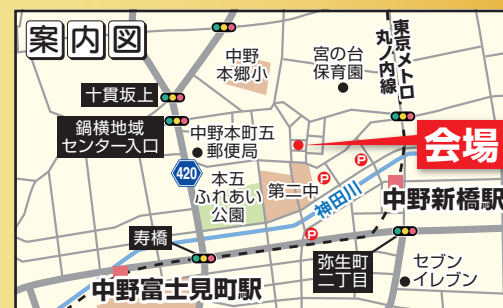 案内図
中野
本郷小
宮の台
保育園
東京メトロ
丸ノ内線
十貫坂上
鍋横地域
センター入口
中野本町五
郵便局
会場
420
本五
ふれあい
公園
第二中
P
P
P
神田川
中野新橋駅
寿橋
弥生町
二丁目
セブン
イレブン
中野富士見町駅